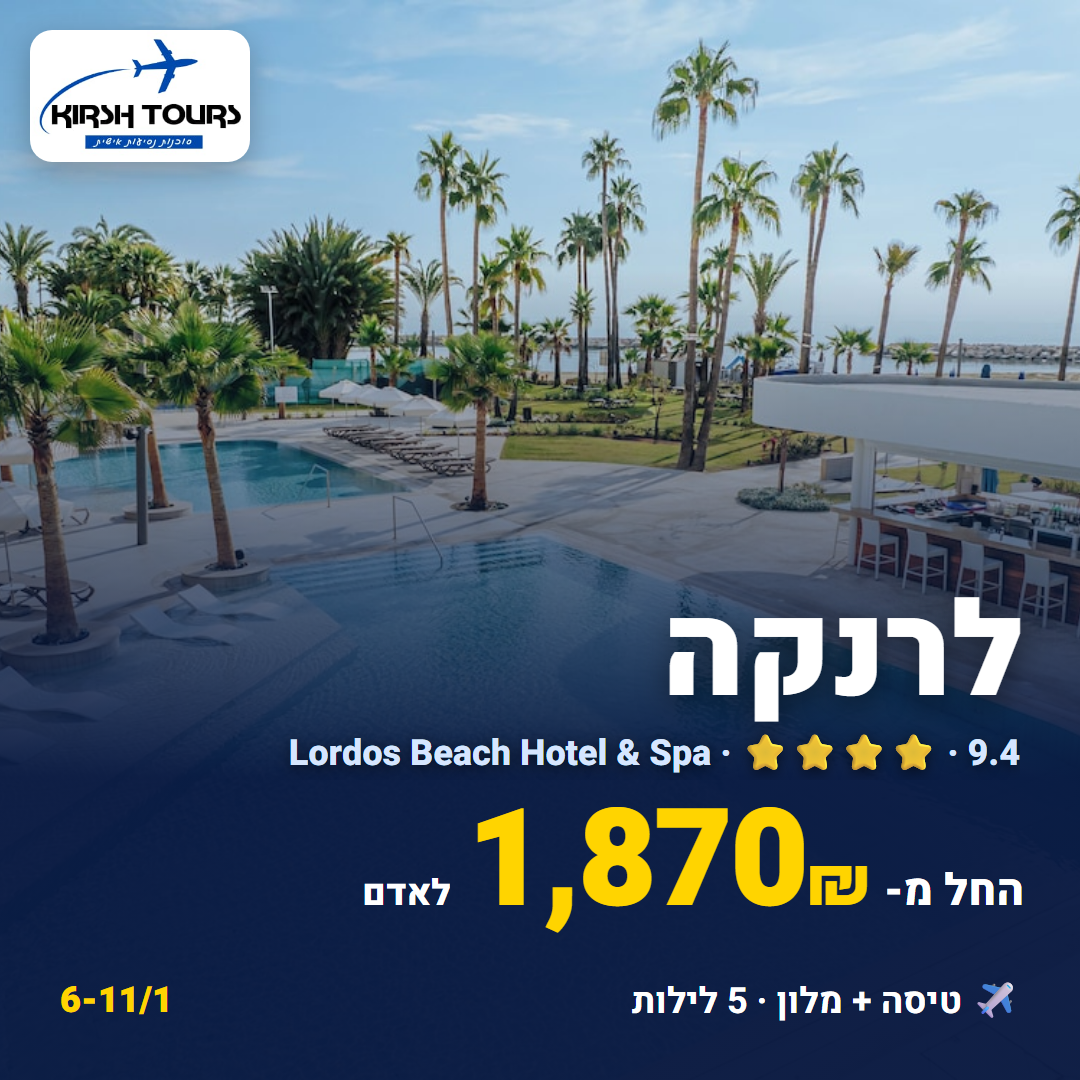 KIRSH TOURS
סוכנות נסיעות אישית
לרנקה
Lordos Beach Hotel & Spa · ⭐⭐⭐⭐ · 9.4
החל מ- ₪1,870 לאדם
✈️ טיסה + מלון · 5 לילות
6-11/1